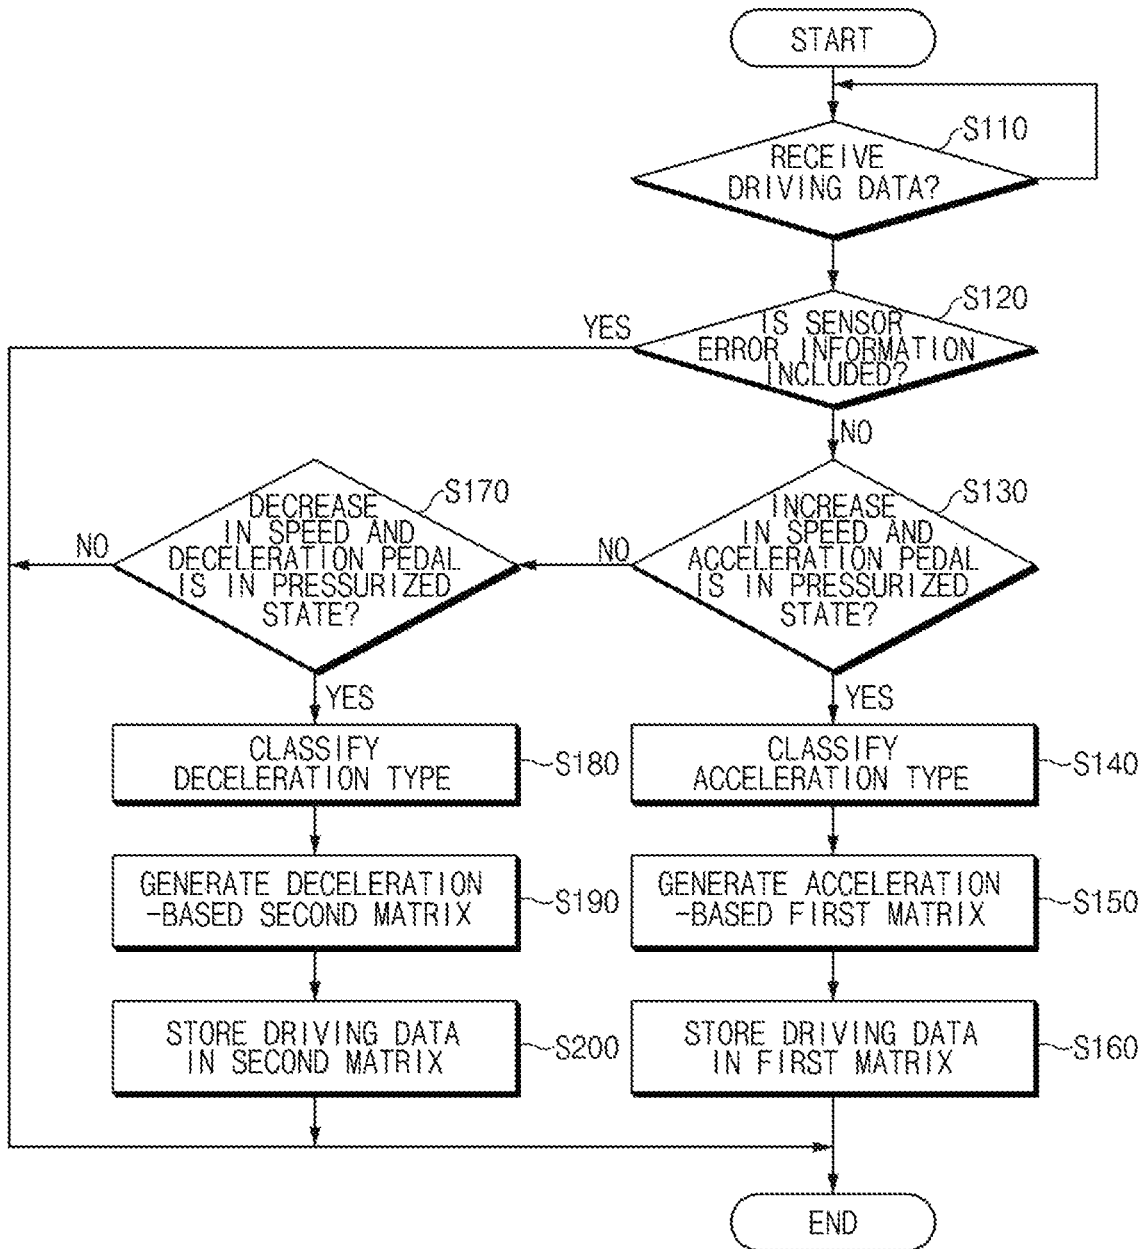 START
S110
RECEIVE
DRIVING DATA?
S120
IS SENSOR
ERROR INFORMATION
INCLUDED?
YES
NO
S130
INCREASE
IN SPEED AND
ACCELERATION PEDAL
IS IN PRESSURIZED
STATE?
NO
YES
S170
DECREASE
IN SPEED AND
DECELERATION PEDAL
IS IN PRESSURIZED
STATE?
NO
YES
CLASSIFY
DECELERATION TYPE
S180
CLASSIFY
ACCELERATION TYPE
S140
GENERATE DECELERATION
-BASED SECOND MATRIX
S190
GENERATE ACCELERATION
-BASED FIRST MATRIX
S150
STORE DRIVING DATA
IN SECOND MATRIX
S200
STORE DRIVING DATA
IN FIRST MATRIX
S160
END